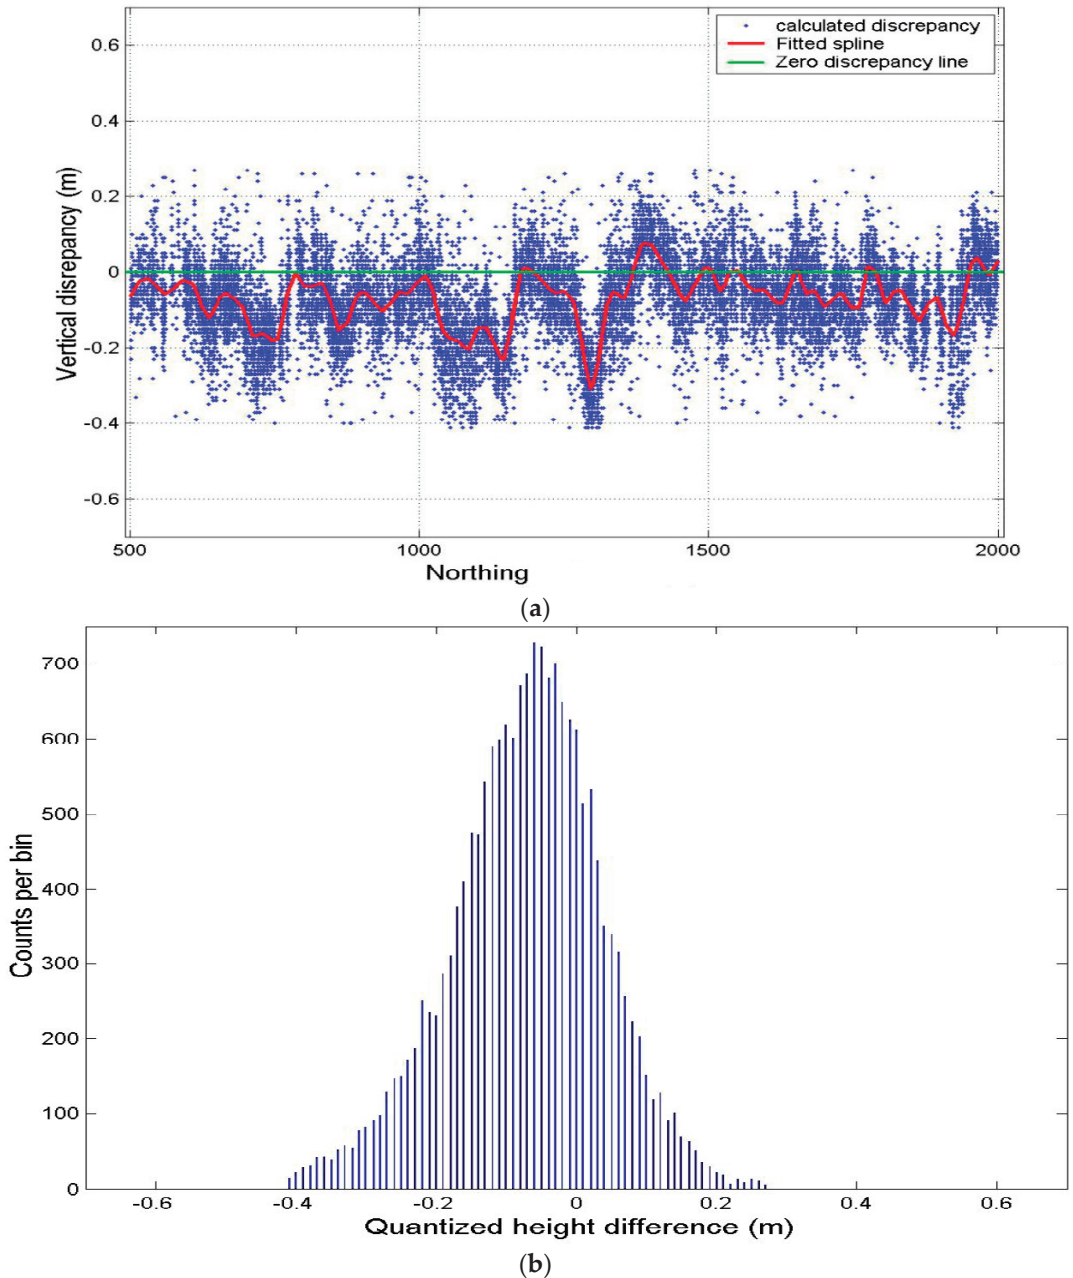 calculated discrepancy
Fitted spline
Zero discrepancy line
0.6
0.4
0.2
0
-0.2
-0.4
-0.6
Vertical disrepancy (m)
500 1000 1500 2000
Northing
(a)
700
600
500
400
300
200
100
0
Counts per bin
-0.6 -0.4 -0.2 0 0.2 0.4 0.6
Quantized height difference (m)
(b)